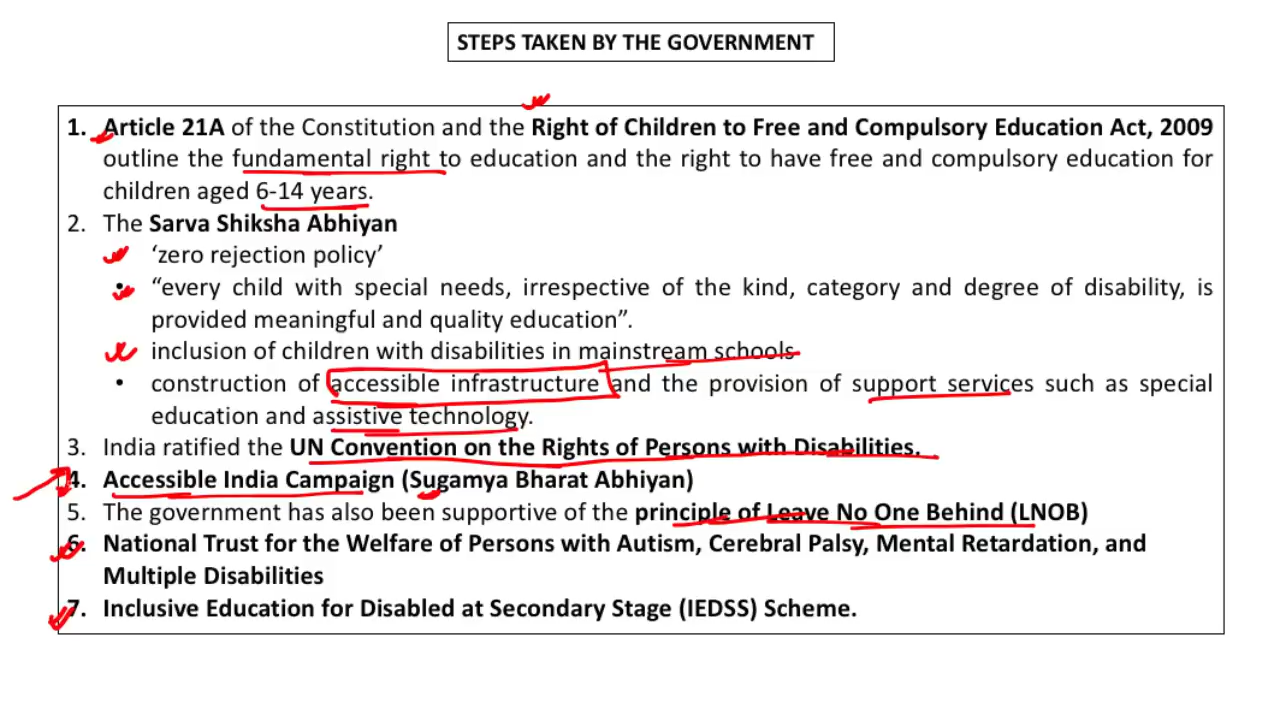 STEPS TAKEN BY THE GOVERNMENT
1. Article 21A of the Constitution and the Right of Children to Free and Compulsory Education Act, 2009
outline the fundamental right to education and the right to have free and compulsory education for
children aged 6-14 years.
2. The Sarva Shiksha Abhiyan
‘zero rejection policy’
• “every child with special needs, irrespective of the kind, category and degree of disability, is
provided meaningful and quality education”.
inclusion of children with disabilities in mainstream schools
• construction of accessible infrastructure and the provision of support services such as special
education and assistive technology.
3. India ratified the UN Convention on the Rights of Persons with Disabilities.
4. Accessible India Campaign (Sugamya Bharat Abhiyan)
5. The government has also been supportive of the principle of Leave No One Behind (LNOB)
6. National Trust for the Welfare of Persons with Autism, Cerebral Palsy, Mental Retardation, and
Multiple Disabilities
7. Inclusive Education for Disabled at Secondary Stage (IEDSS) Scheme.